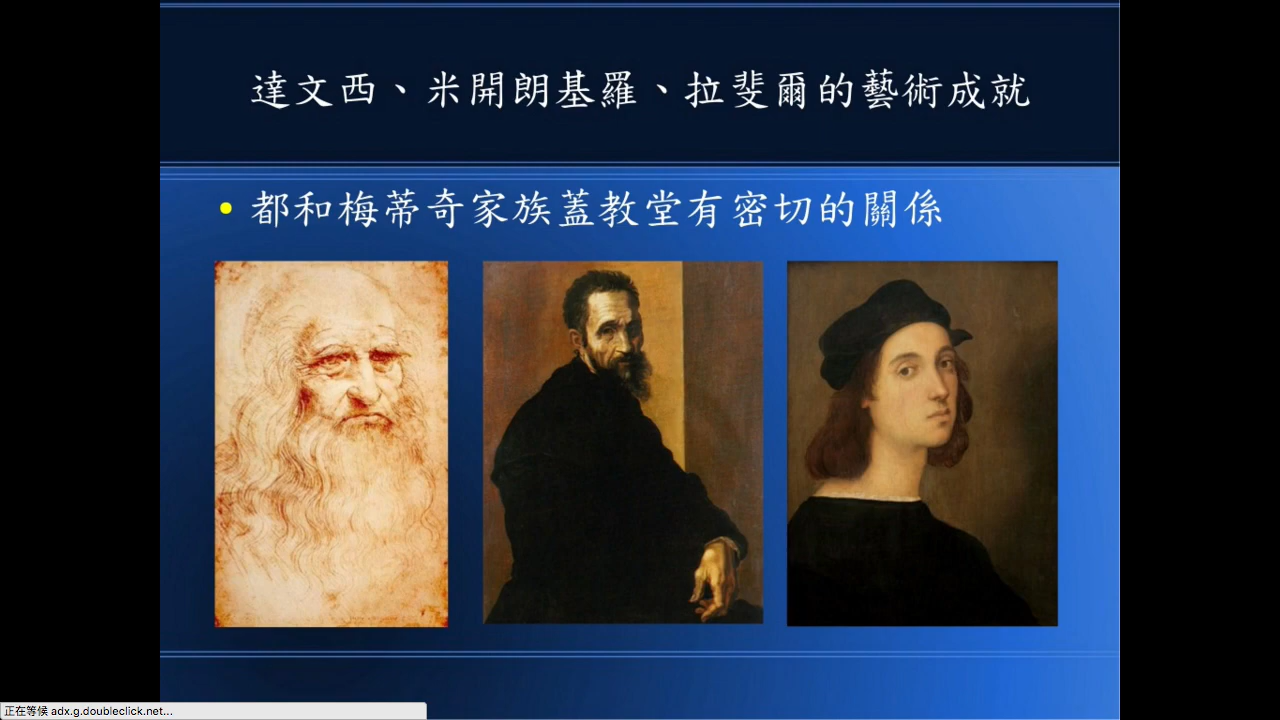 達文西、米開朗基羅、拉斐爾的藝術成就
• 都和梅蒂奇家族蓋教堂有密切的關係
正在等候 adx.g.doubleclick.net...